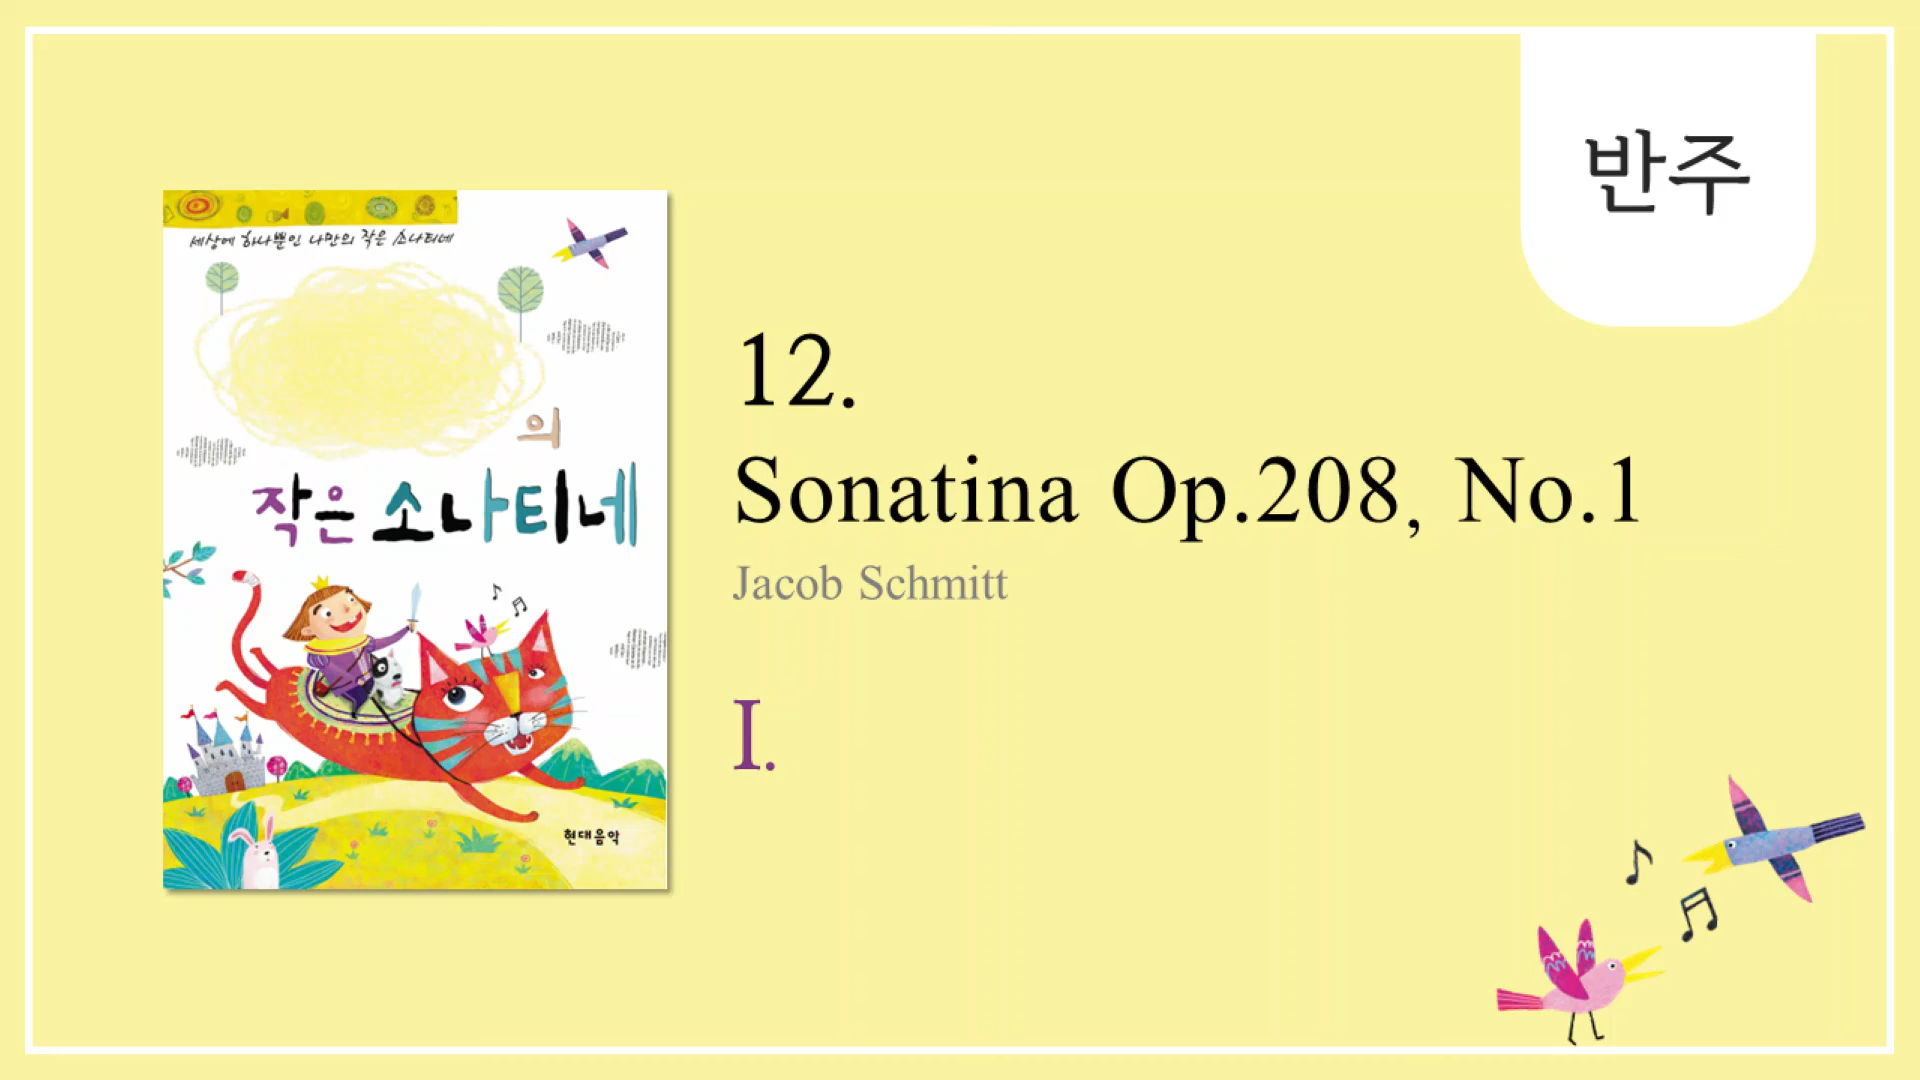 반주
세상에 하나뿐인 나만의 작은 소나티네
의
작은 소나티네
현대음악
12.
Sonatina Op.208, No.1
Jacob Schmitt
I.